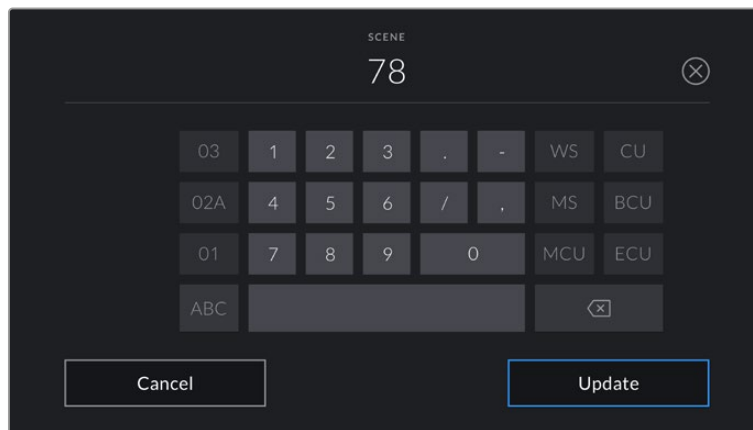 SCENE
78
03 1 2 3 . - WS CU
02A 4 5 6 / , MS BCU
01 7 8 9 0 MCU ECU
ABC
Cancel Update